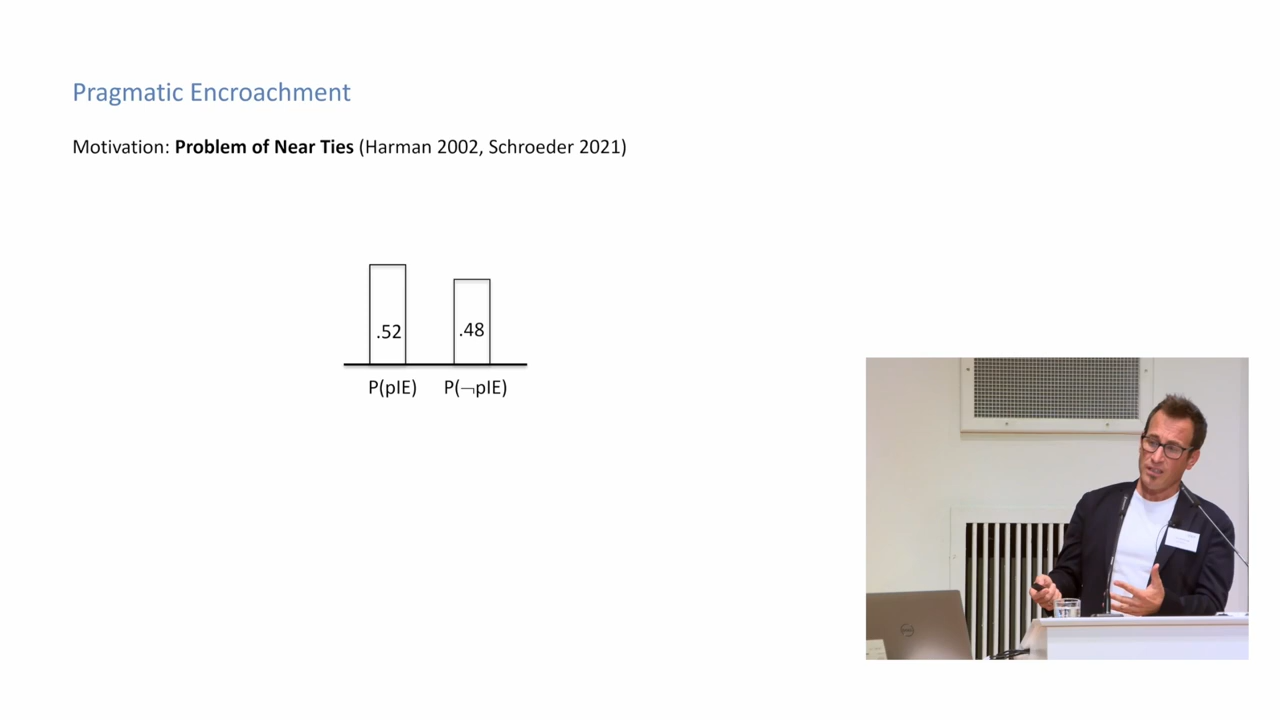 Pragmatic Encroachment
Motivation: Problem of Near Ties (Harman 2002, Schroeder 2021)
.52
.48
P(pIE)
P(¬pIE)